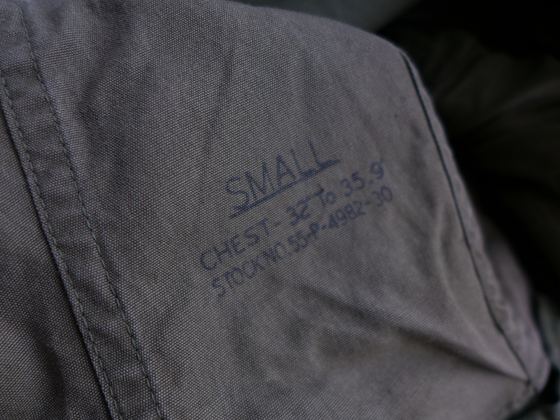 SMALL
CHEST- 32" To 35.9"
STOCK NO. 55-P-4982-30